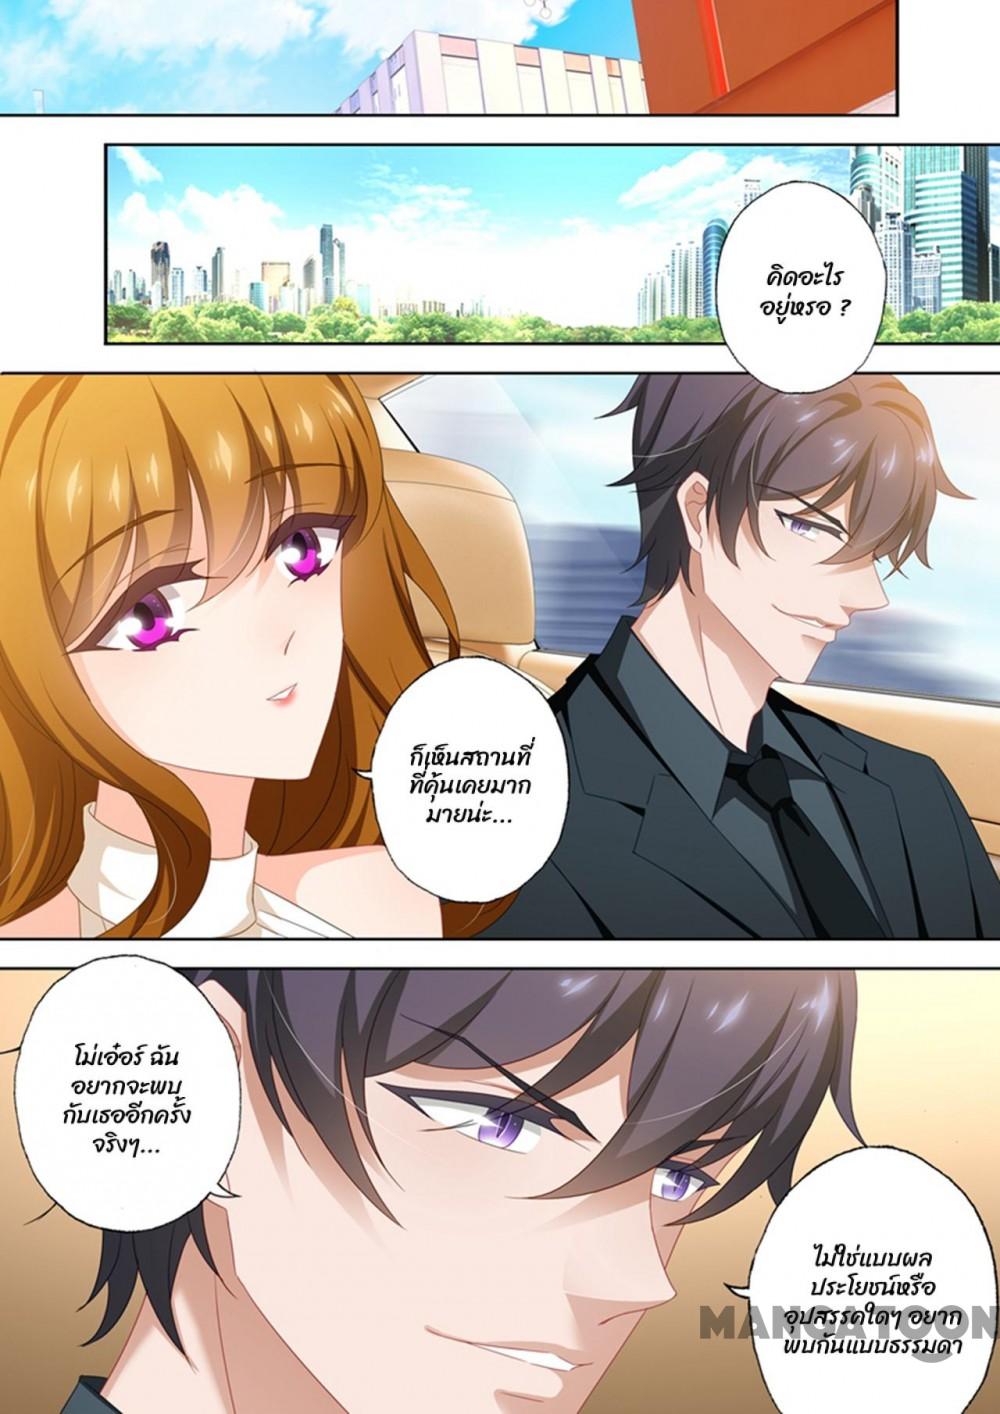 คิดอะไร
อยู่หรอ ?
ก็เห็นสถานที่
ที่คุ้นเคยมาก
มายน่ะ...
โม่เอ๋อร์ ฉัน
อยากจะพบ
กับเธออีกครั้ง
จริงๆ...
ไม่ใช่แบบผล
ประโยชน์หรือ
อุปสรรคใดๆ อยาก
พบกันแบบธรรมดา
MANGATOON